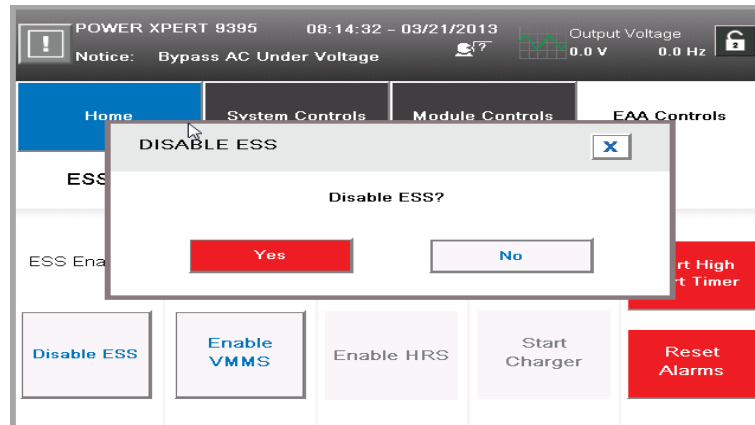 POWER XPERT 9395 08:14:32 - 03/21/2013 Output Voltage
Notice: Bypass AC Under Voltage 0.0 V 0.0 Hz
2
Home System Controls Module Controls EAA Controls
DISABLE ESS X
ESS
Disable ESS?
Yes No
ESS Ena
rt High
rt Timer
Disable ESS
Enable
VMMS
Enable HRS
Start
Charger
Reset
Alarms